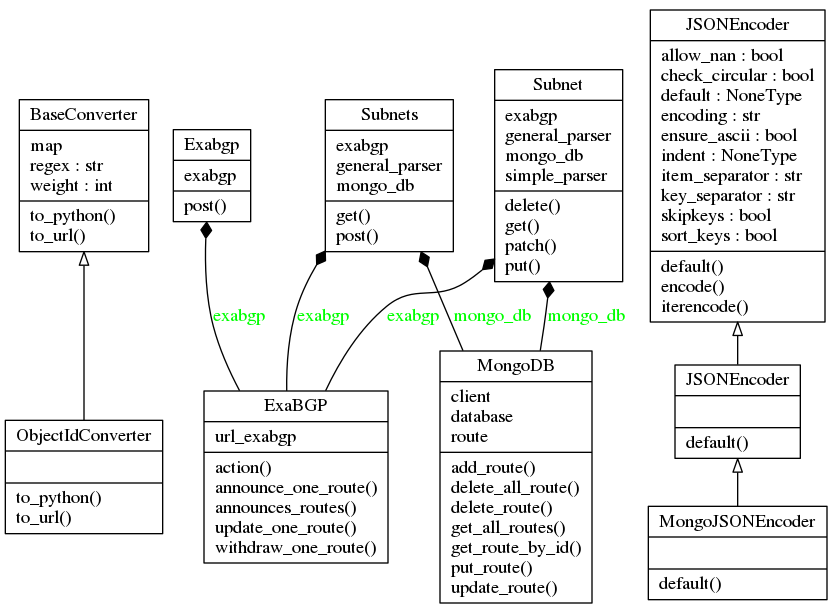 BaseConverter
map
regex : str
weight : int
to_python()
to_url()
Exabgp
exabgp
post()
Subnets
exabgp
general_parser
mongo_db
get()
post()
Subnet
exabgp
general_parser
mongo_db
simple_parser
delete()
get()
patch()
put()
JSONEncoder
allow_nan : bool
check_circular : bool
default : NoneType
encoding : str
ensure_ascii : bool
indent : NoneType
item_separator : str
key_separator : str
skipkeys : bool
sort_keys : bool
default()
encode()
iterencode()
exabgp
exabgp
exabgp
mongo_db
mongo_db
ObjectIdConverter
to_python()
to_url()
ExaBGP
url_exabgp
action()
announce_one_route()
announces_routes()
update_one_route()
withdraw_one_route()
MongoDB
client
database
route
add_route()
delete_all_route()
delete_route()
get_all_routes()
get_route_by_id()
put_route()
update_route()
JSONEncoder
default()
MongoJSONEncoder
default()